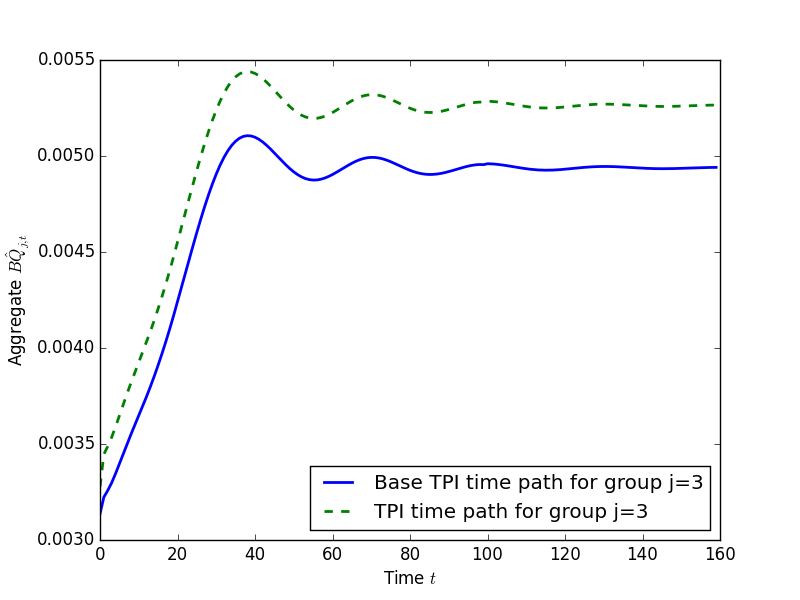 0.0055
0.0050
0.0045
0.0040
0.0035
0.0030
Aggregate $\hat{BQ}_{j,t}$
0 20 40 60 80 100 120 140 160
Time t
Base TPI time path for group j=3
TPI time path for group j=3